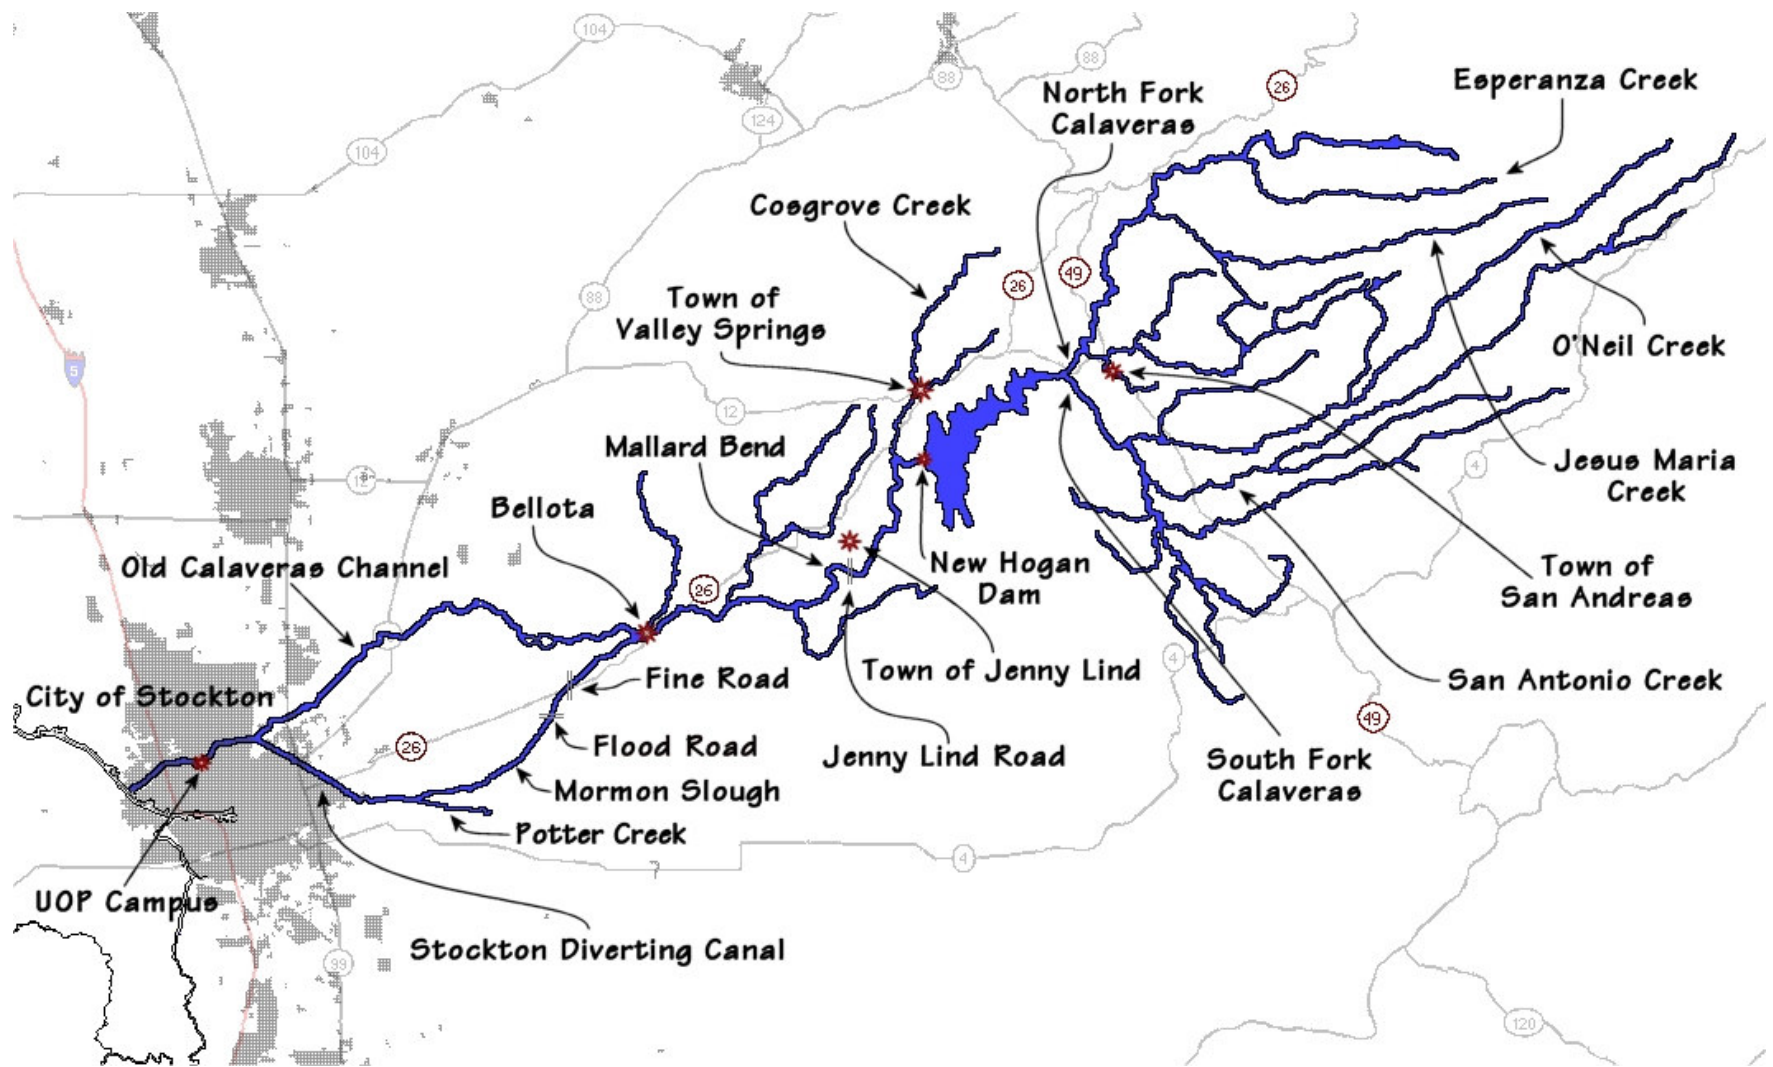 104
88
88
26
Esperanza Creek
North Fork
Calaveras
124
104
Cosgrove Creek
49
26
88
Town of
Valley Springs
O'Neil Creek
5
12
Mallard Bend
Jesus Maria
Creek
4
12
Bellota
New Hogan
Dam
Old Calaveras Channel
Town of
San Andreas
26
Town of Jenny Lind
4
Fine Road
San Antonio Creek
City of Stockton
49
26
Flood Road
Jenny Lind Road
South Fork
Calaveras
Mormon Slough
Potter Creek
4
UOP Campus
Stockton Diverting Canal
99
120